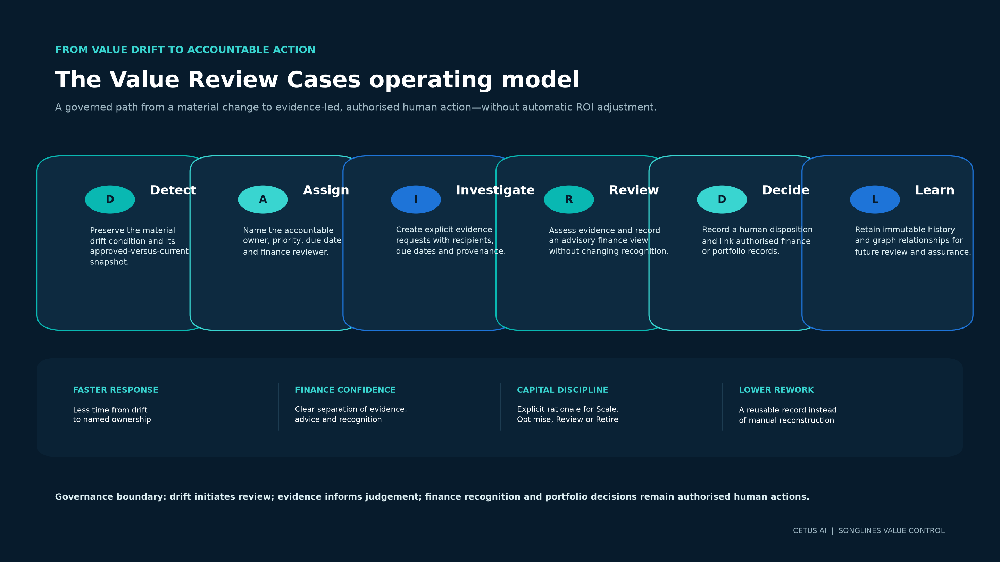 FROM VALUE DRIFT TO ACCOUNTABLE ACTION
The Value Review Cases operating model
A governed path from a material change to evidence-led, authorised human action—without automatic ROI adjustment.
D
Detect
Preserve the material
drift condition and its
approved-versus-current
snapshot.
A
Assign
Name the accountable
owner, priority, due date
and finance reviewer.
I
Investigate
Create explicit evidence
requests with recipients,
due dates and provenance.
R
Review
Assess evidence and record
an advisory finance view
without changing recognition.
D
Decide
Record a human disposition
and link authorised finance
or portfolio records.
L
Learn
Retain immutable history
and graph relationships for
future review and assurance.
FASTER RESPONSE
Less time from drift
to named ownership
FINANCE CONFIDENCE
Clear separation of evidence,
advice and recognition
CAPITAL DISCIPLINE
Explicit rationale for Scale,
Optimise, Review or Retire
LOWER REWORK
A reusable record instead
of manual reconstruction
Governance boundary: drift initiates review; evidence informs judgement; finance recognition and portfolio decisions remain authorised human actions.
CETUS AI | SONGLINES VALUE CONTROL